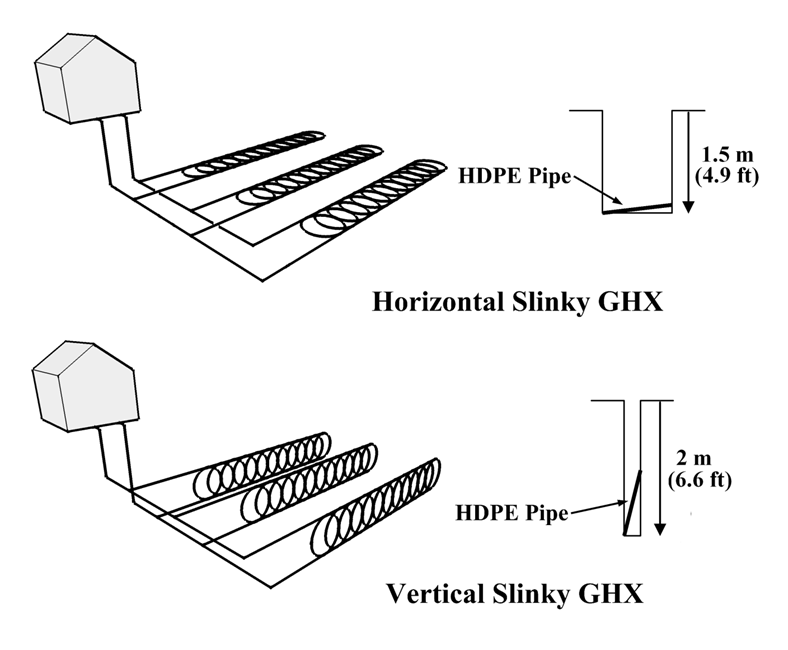 HDPE Pipe
1.5 m
(4.9 ft)
Horizontal Slinky GHX
HDPE Pipe
2 m
(6.6 ft)
Vertical Slinky GHX